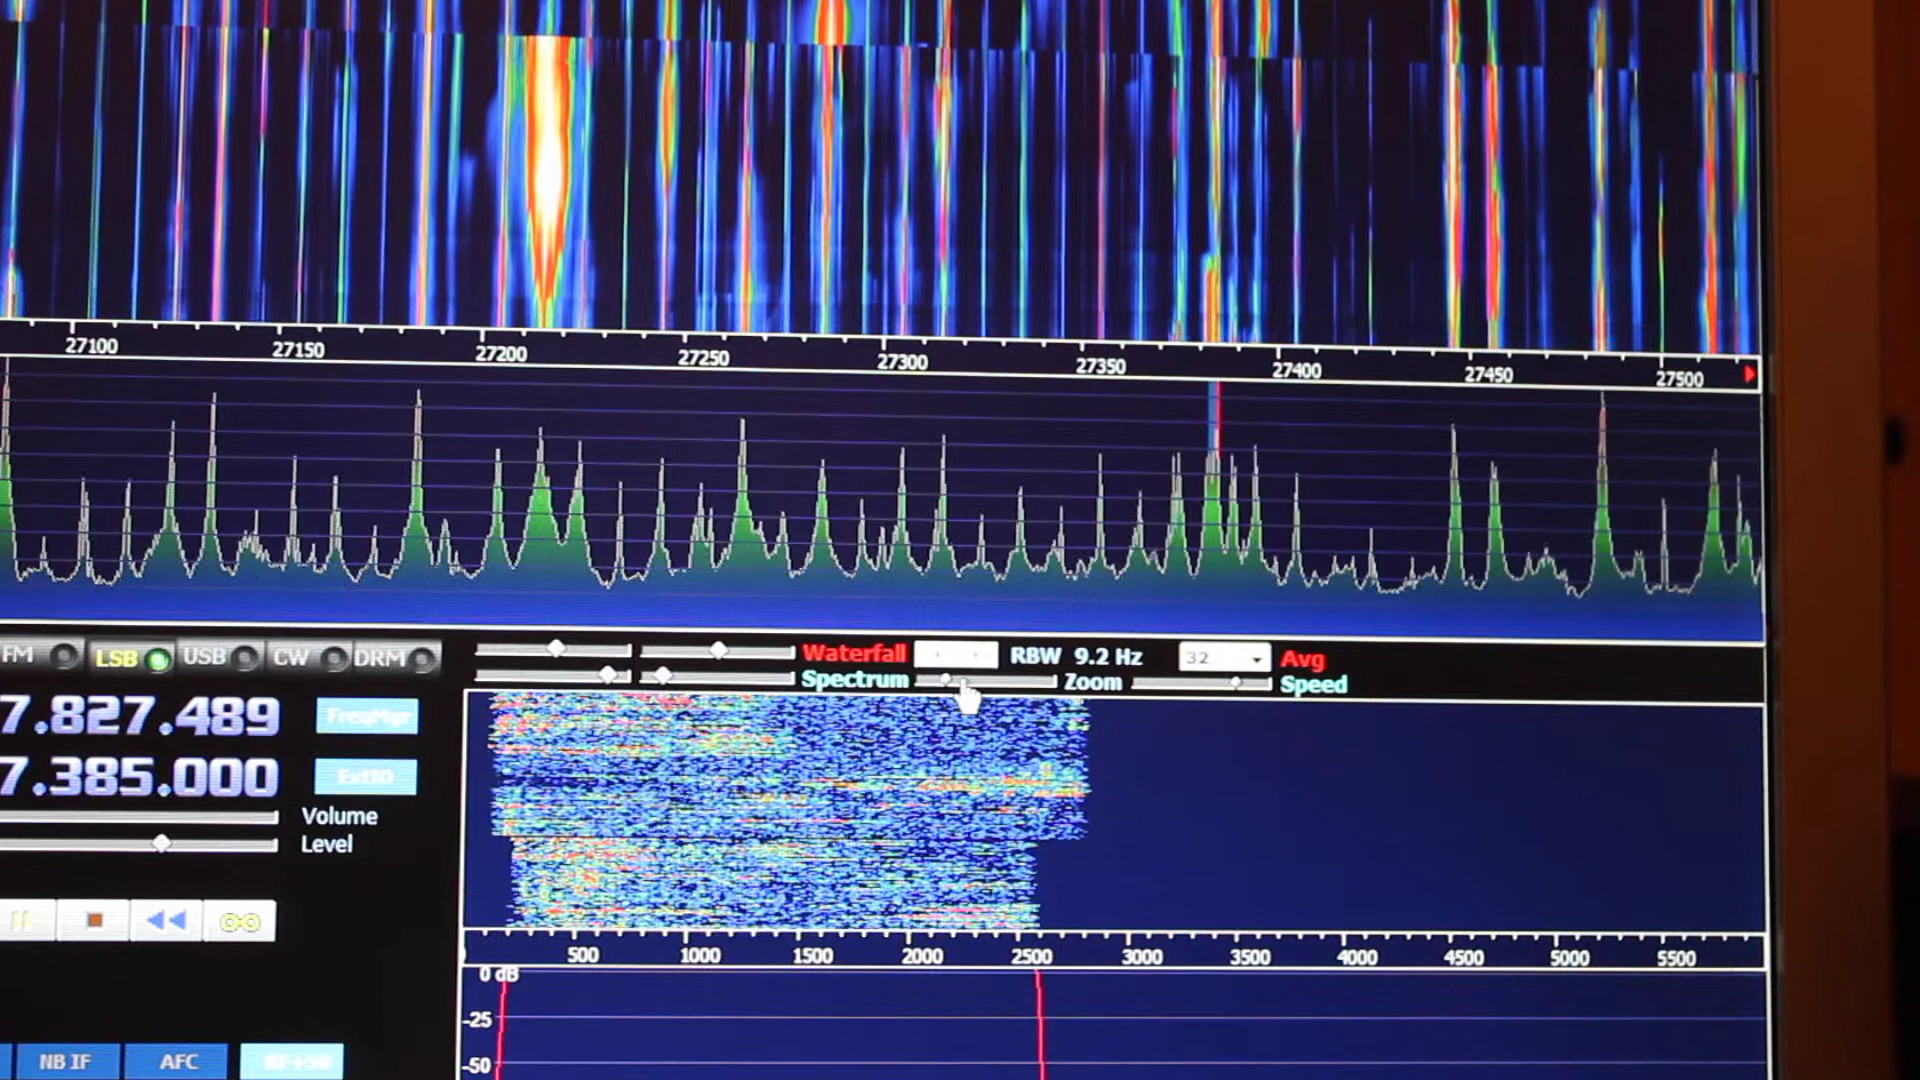 27100 27150 27200 27250 27300 27350 27400 27450 27500
FM LSB USB CW DRM
Waterfall RBW 9.2 Hz 32 Avg
Spectrum Zoom Speed
7.827.489 FreqMgr
7.385.000 ExtIO
Volume
Level
500 1000 1500 2000 2500 3000 3500 4000 4500 5000 5500
0 dB
-25
-50
NB IF AFC